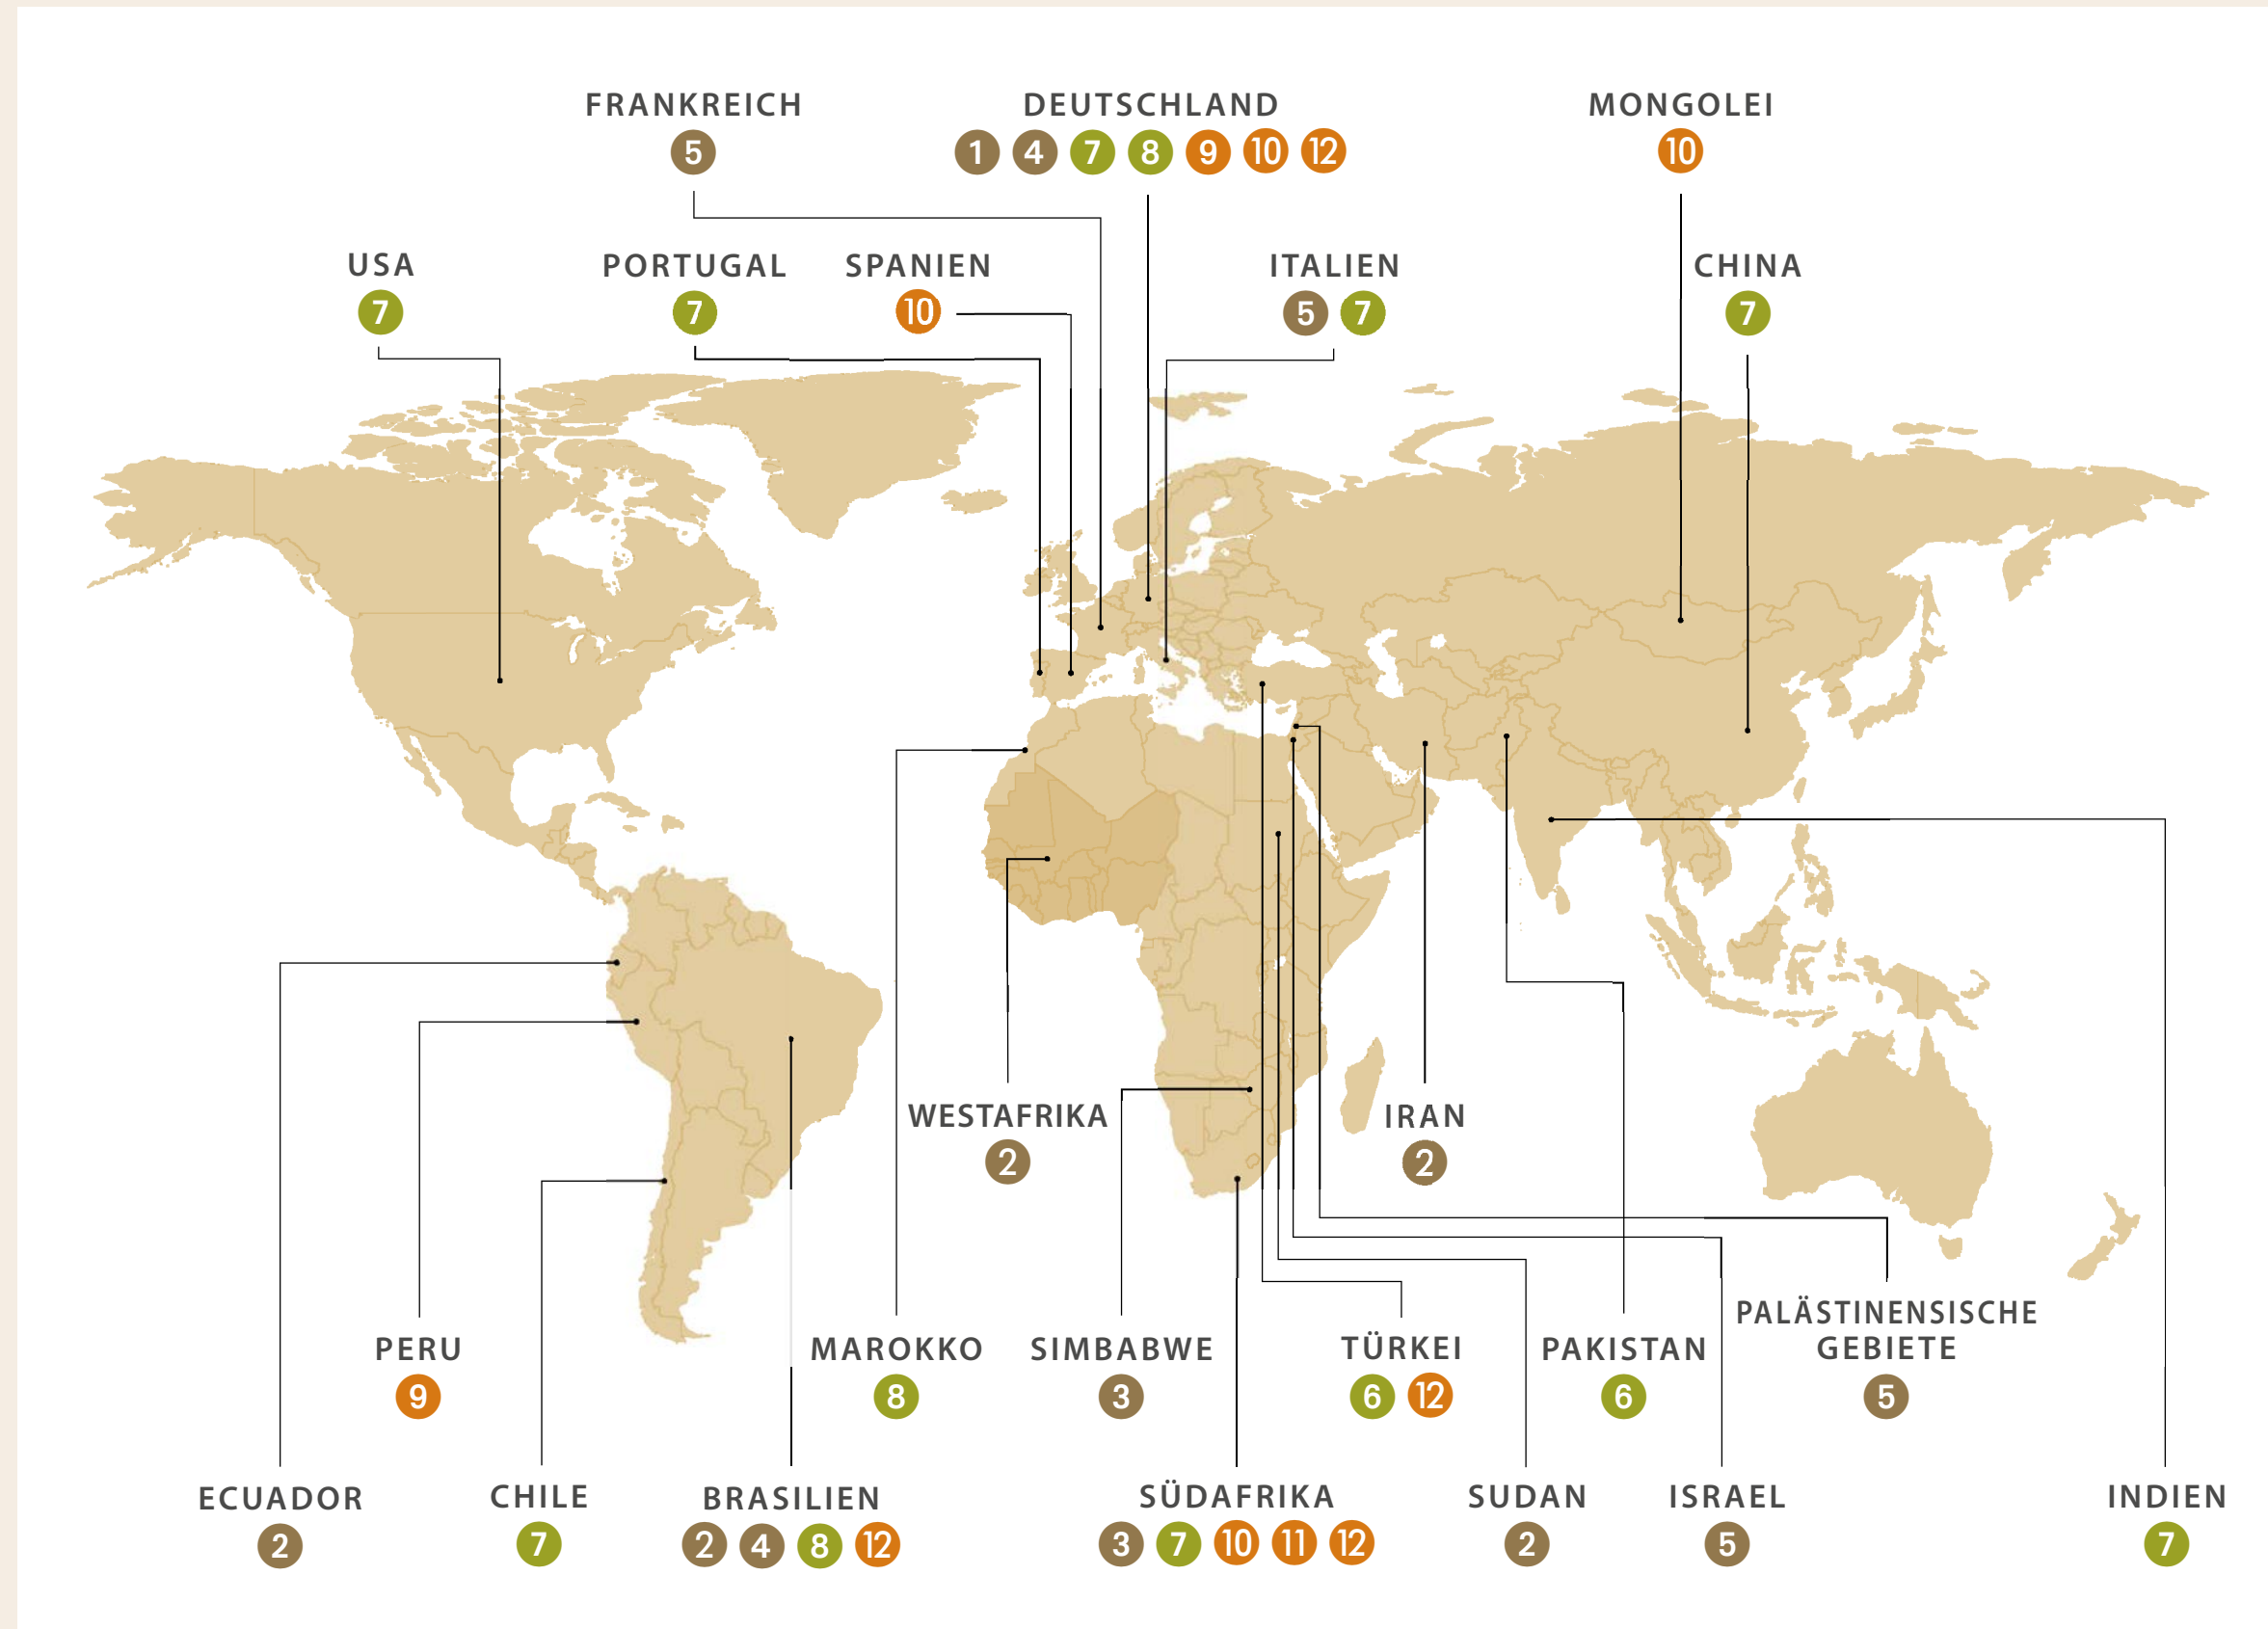 FRANKREICH
5
DEUTSCHLAND
1 4 7 8 9 10 12
MONGOLEI
10
USA
7
PORTUGAL
7
SPANIEN
10
ITALIEN
5 7
CHINA
7
WESTAFRIKA
2
IRAN
2
PERU
9
MAROKKO
8
SIMBABWE
3
TÜRKEI
6 12
PAKISTAN
6
PALÄSTINENSISCHE
GEBIETE
5
ECUADOR
2
CHILE
7
BRASILIEN
2 4 8 12
SÜDAFRIKA
3 7 10 11 12
SUDAN
2
ISRAEL
5
INDIEN
7